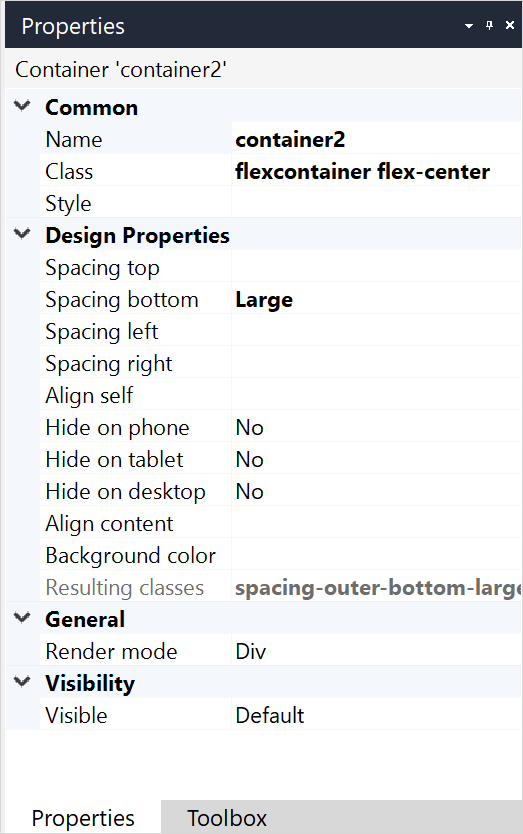 Properties
Container 'container2'
Common
Name container2
Class flexcontainer flex-center
Style
Design Properties
Spacing top
Spacing bottom Large
Spacing left
Spacing right
Align self
Hide on phone No
Hide on tablet No
Hide on desktop No
Align content
Background color
Resulting classes spacing-outer-bottom-large
General
Render mode Div
Visibility
Visible Default
Properties Toolbox